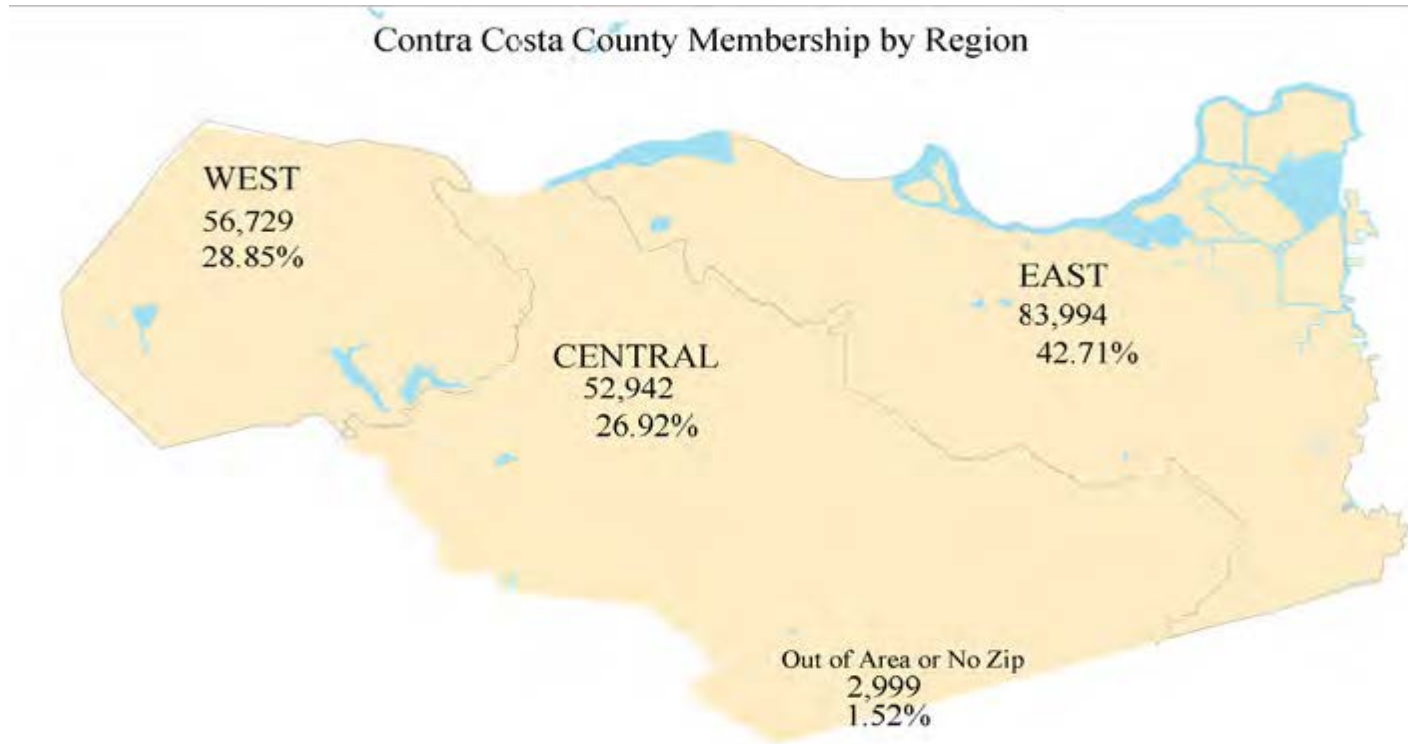 Contra Costa County Membership by Region
WEST
56,729
28.85%
CENTRAL
52,942
26.92%
EAST
83,994
42.71%
Out of Area or No Zip
2,999
1.52%